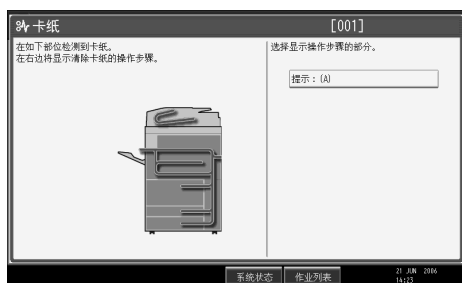 卡纸
[001]
在如下部位检测到卡纸。
在右边将显示清除卡纸的操作步骤。
选择显示操作步骤的部分。
提示：(A)
系统状态
作业列表
21 JUN 2006
14:23